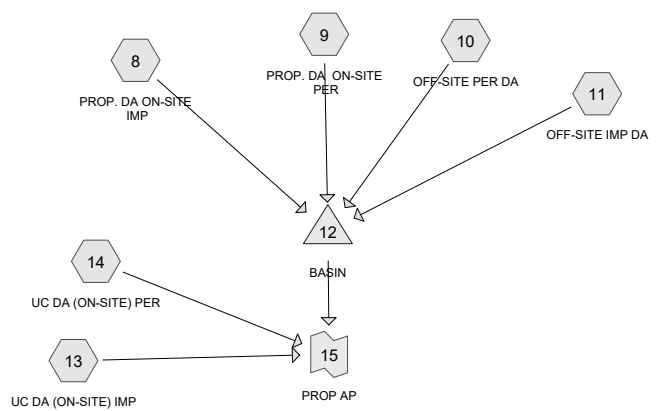 8
PROP. DA ON-SITE
IMP
9
PROP. DA ON-SITE
PER
10
OFF-SITE PER DA
11
OFF-SITE IMP DA
12
BASIN
14
UC DA (ON-SITE) PER
13
UC DA (ON-SITE) IMP
15
PROP AP